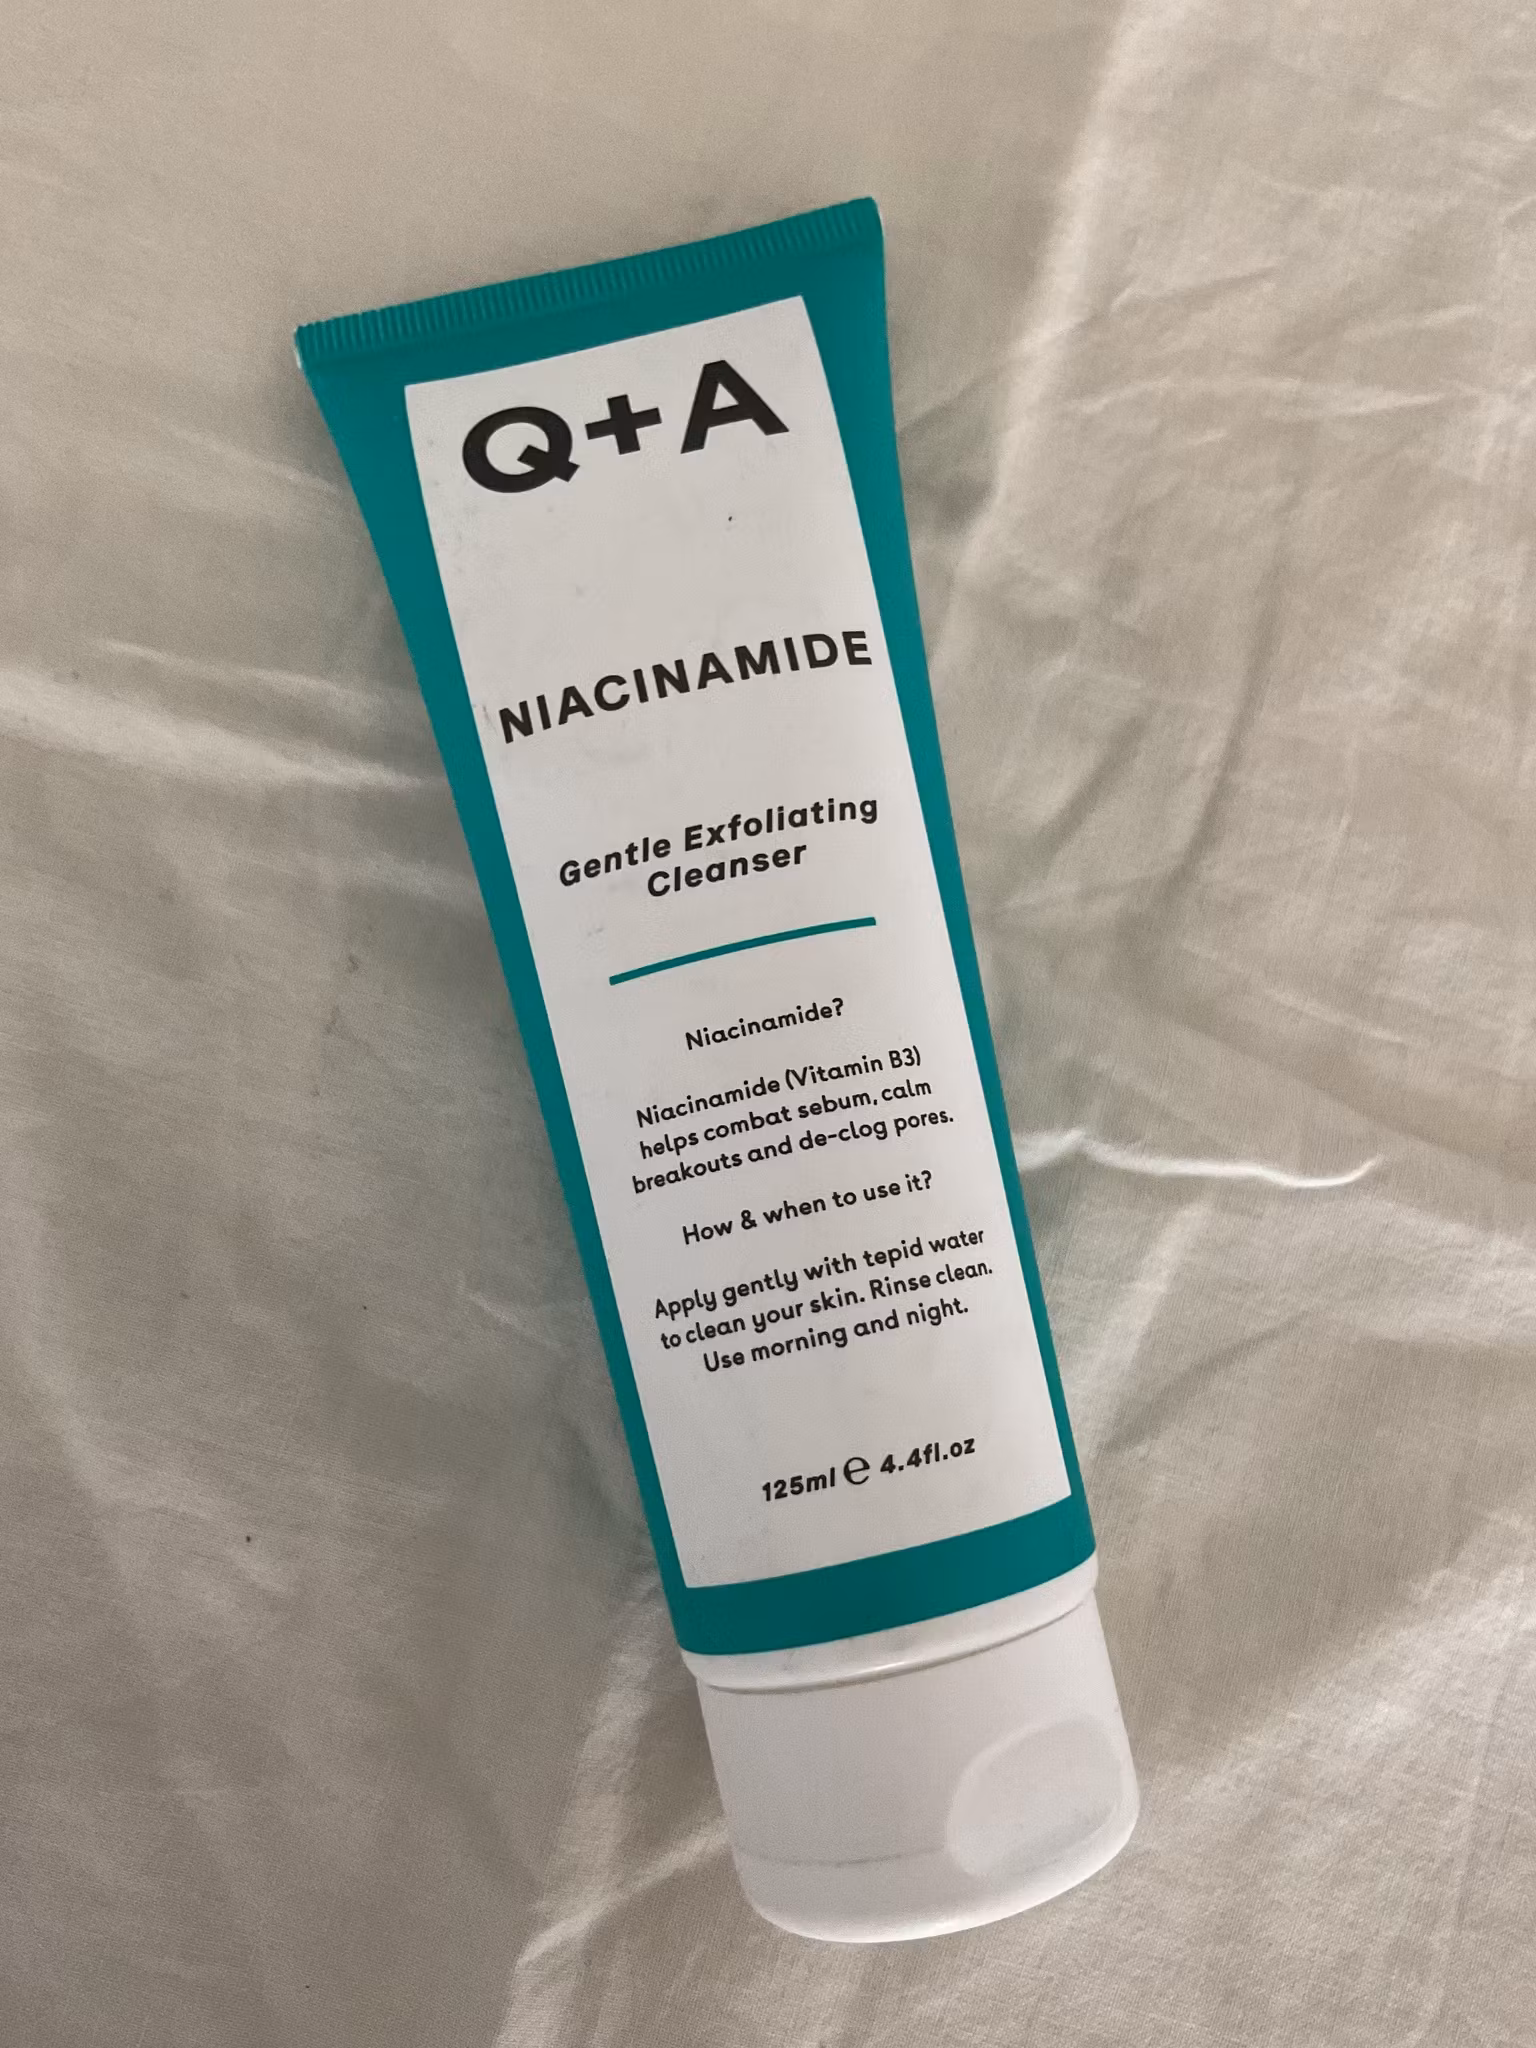 Q+A
NIACINAMIDE
Gentle Exfoliating
Cleanser
Niacinamide?
Niacinamide (Vitamin B3)
helps combat sebum, calm
breakouts and de-clog pores.
How & when to use it?
Apply gently with tepid water
to clean your skin. Rinse clean.
Use morning and night.
125ml ℮ 4.4fl.oz